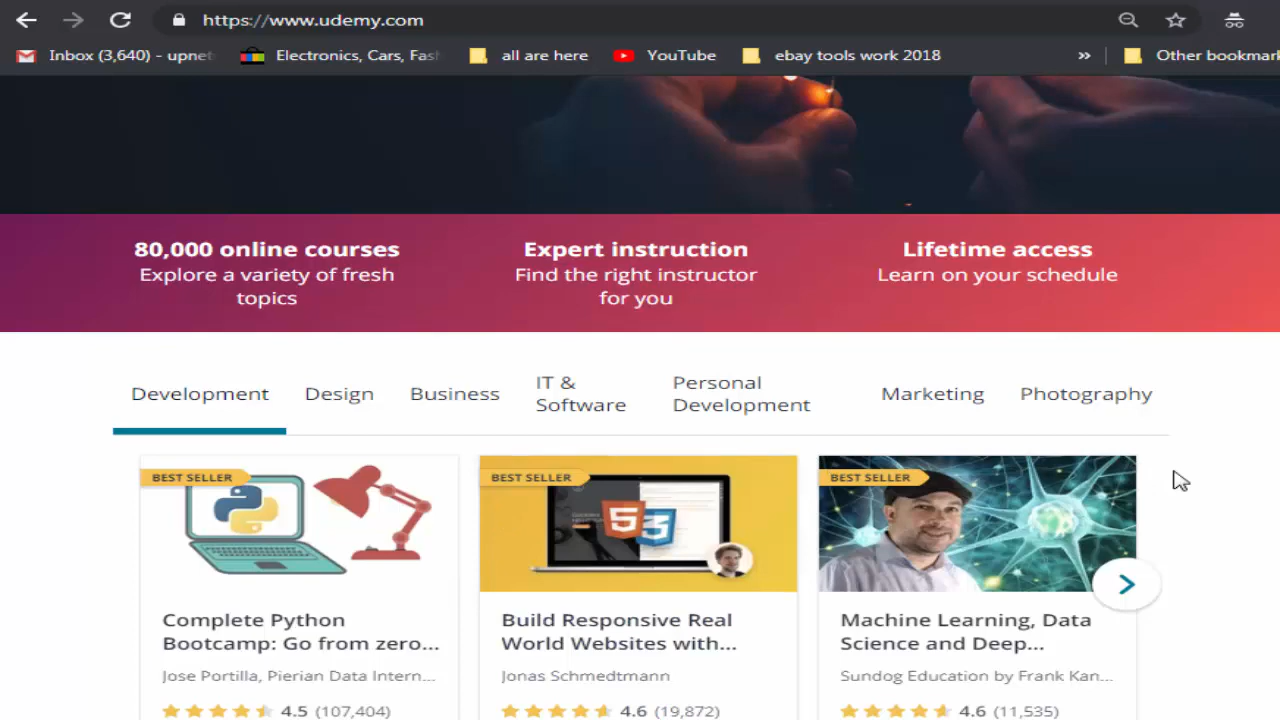 https://www.udemy.com
Inbox (3,640) - upnet
Electronics, Cars, Fash
all are here
YouTube
ebay tools work 2018
»
Other bookmark
80,000 online courses
Explore a variety of fresh
topics
Expert instruction
Find the right instructor
for you
Lifetime access
Learn on your schedule
Development
Design
Business
IT &
Software
Personal
Development
Marketing
Photography
BEST SELLER
Complete Python
Bootcamp: Go from zero...
Jose Portilla, Pierian Data Intern...
4.5 (107,404)
BEST SELLER
5 3
Build Responsive Real
World Websites with...
Jonas Schmedtmann
4.6 (19,872)
BEST SELLER
Machine Learning, Data
Science and Deep...
Sundog Education by Frank Kan...
4.6 (11,535)